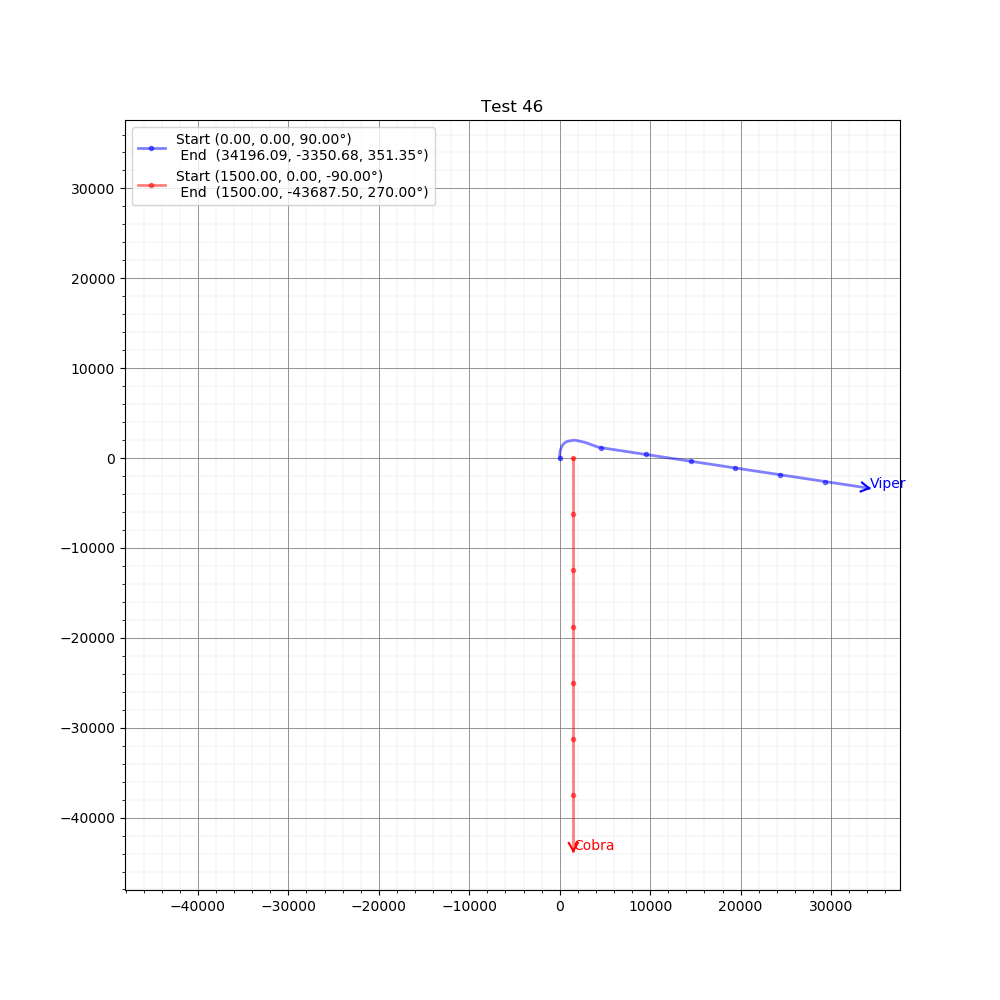 Test 46
Start (0.00, 0.00, 90.00°)
End  (34196.09, -3350.68, 351.35°)
Start (1500.00, 0.00, -90.00°)
End  (1500.00, -43687.50, 270.00°)
30000
20000
10000
0
−10000
−20000
−30000
−40000
Viper
Cobra
−40000 −30000 −20000 −10000 0 10000 20000 30000